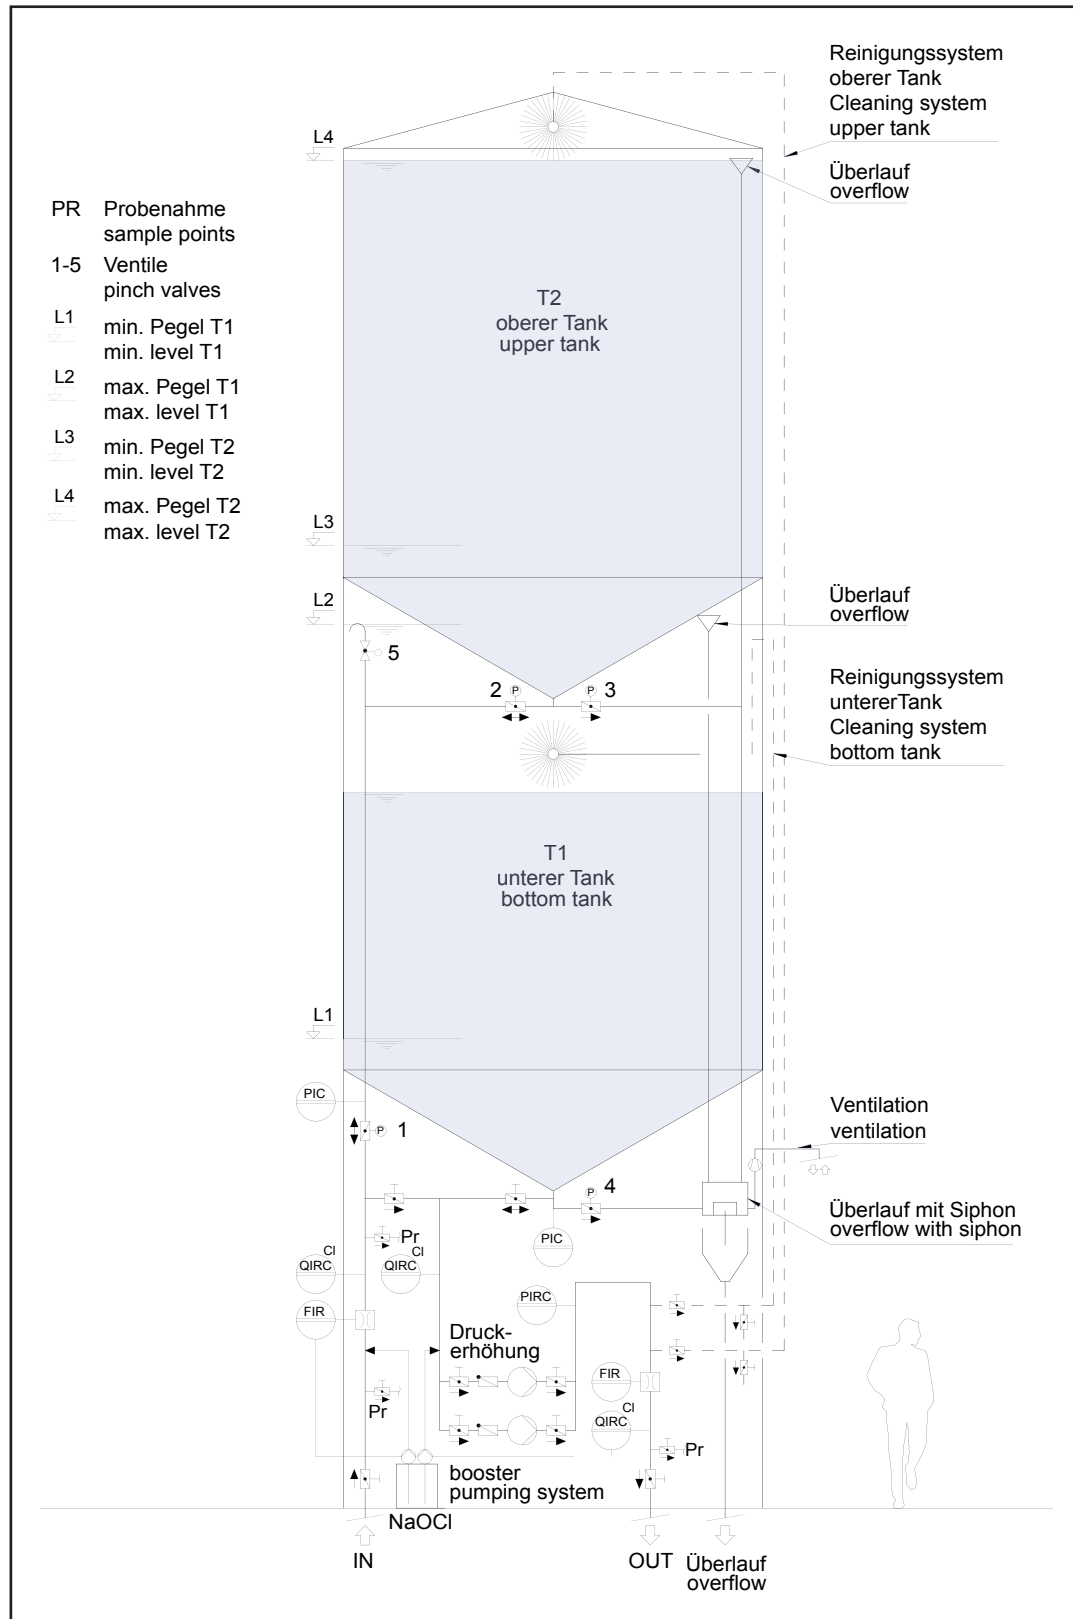 Reinigungssystem
oberer Tank
Cleaning system
upper tank
L4
Überlauf
overflow
PR Probenahme
sample points
1-5 Ventile
pinch valves
L1 min. Pegel T1
min. level T1
L2 max. Pegel T1
max. level T1
L3 min. Pegel T2
min. level T2
L4 max. Pegel T2
max. level T2
T2
oberer Tank
upper tank
L3
L2
Überlauf
overflow
5
2 P
P 3
Reinigungssystem
untererTank
Cleaning system
bottom tank
T1
unterer Tank
bottom tank
L1
PIC
P 1
Ventilation
ventilation
P 4
Überlauf mit Siphon
overflow with siphon
Pr
PIC
Cl
QIRC
Cl
QIRC
PIRC
FIR
Druck-
erhöhung
FIR
Pr
Cl
QIRC
Pr
booster
pumping system
NaOCl
IN
OUT
Überlauf
overflow